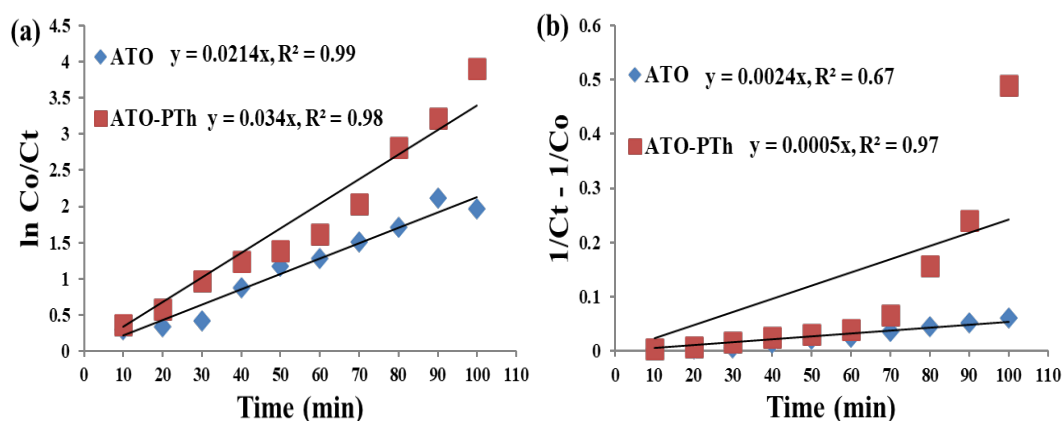 (a)
ln Co/Ct
4.5
4
3.5
3
2.5
2
1.5
1
0.5
0
ATO y = 0.0214x, R² = 0.99
ATO-PTh y = 0.034x, R² = 0.98
0 10 20 30 40 50 60 70 80 90 100 110
Time (min)
(b)
1/Ct - 1/Co
0.6
0.5
0.4
0.3
0.2
0.1
0
ATO y = 0.0024x, R² = 0.67
ATO-PTh y = 0.0005x, R² = 0.97
0 10 20 30 40 50 60 70 80 90 100 110
Time (min)